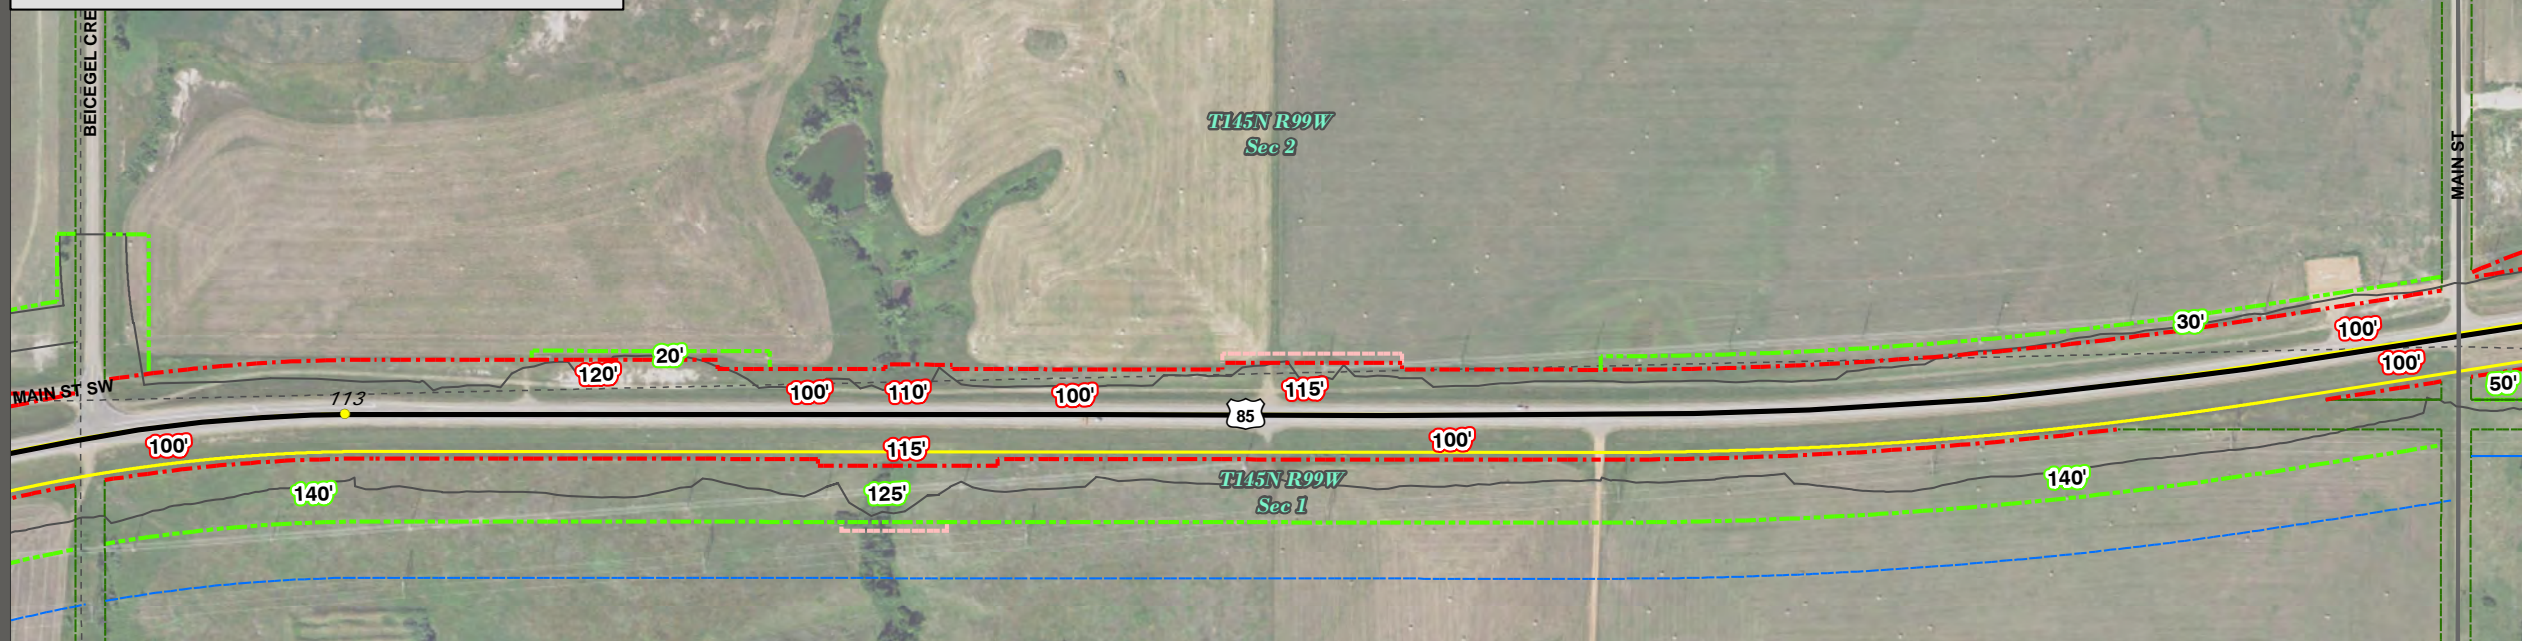 BEICEGEL CRE
T145N R99W
Sec 2
MAIN ST
30'
100'
20'
120'
100'
110'
100'
115'
100'
50'
MAIN ST SW
113
85
100'
115'
100'
T145N R99W
Sec 1
140'
125'
140'